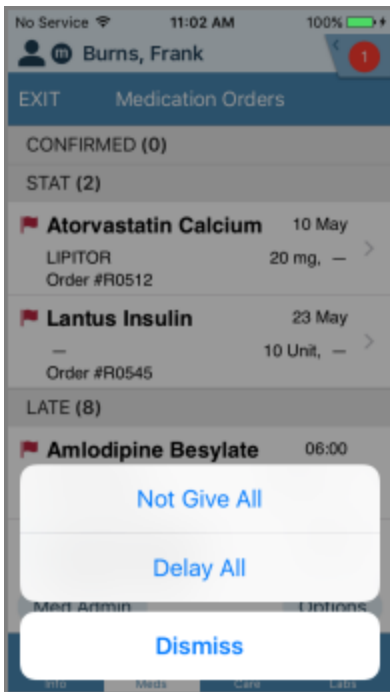 No Service 11:02 AM 100%
m Burns, Frank 1
EXIT Medication Orders
CONFIRMED (0)
STAT (2)
Atorvastatin Calcium 10 May
LIPITOR 20 mg, —
Order #R0512
Lantus Insulin 23 May
— 10 Unit, —
Order #R0545
LATE (8)
Amlodipine Besylate 06:00
Not Give All
Delay All
Med Admin Options
Dismiss
Info Meds Care Labs